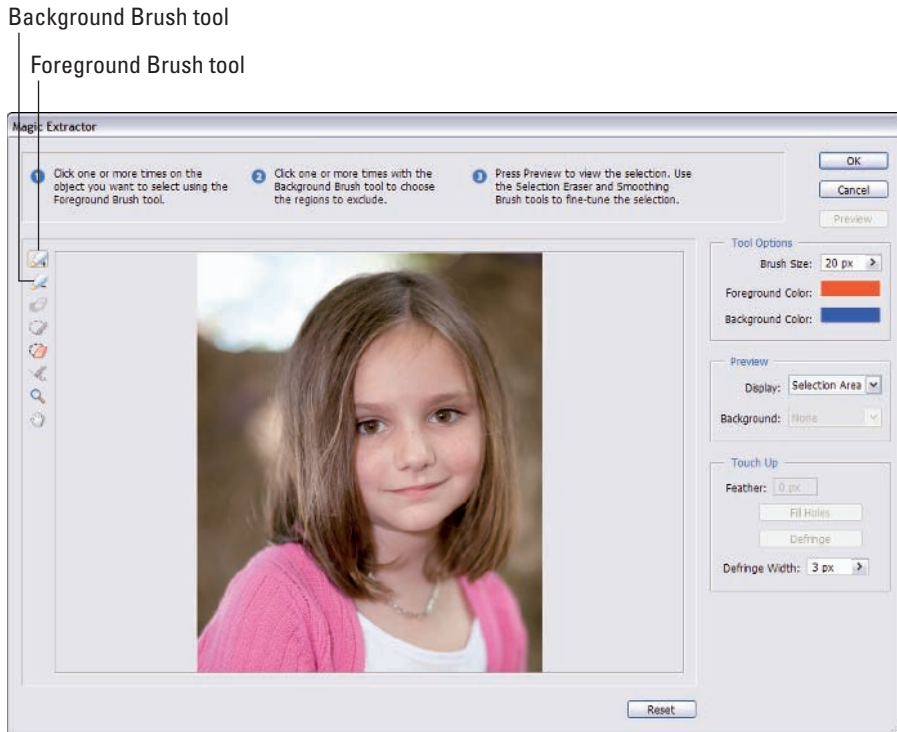 Background Brush tool
Foreground Brush tool
Magic Extractor
1 Click one or more times on the
object you want to select using the
Foreground Brush tool.
2 Click one or more times with the
Background Brush tool to choose
the regions to exclude.
3 Press Preview to view the selection. Use
the Selection Eraser and Smoothing
Brush tools to fine-tune the selection.
OK
Cancel
Preview
Tool Options
Brush Size: 20 px
Foreground Color:
Background Color:
Preview
Display: Selection Area
Background: None
Touch Up
Feather: 0 px
Fill Holes
Defringe
Defringe Width: 3 px
Reset